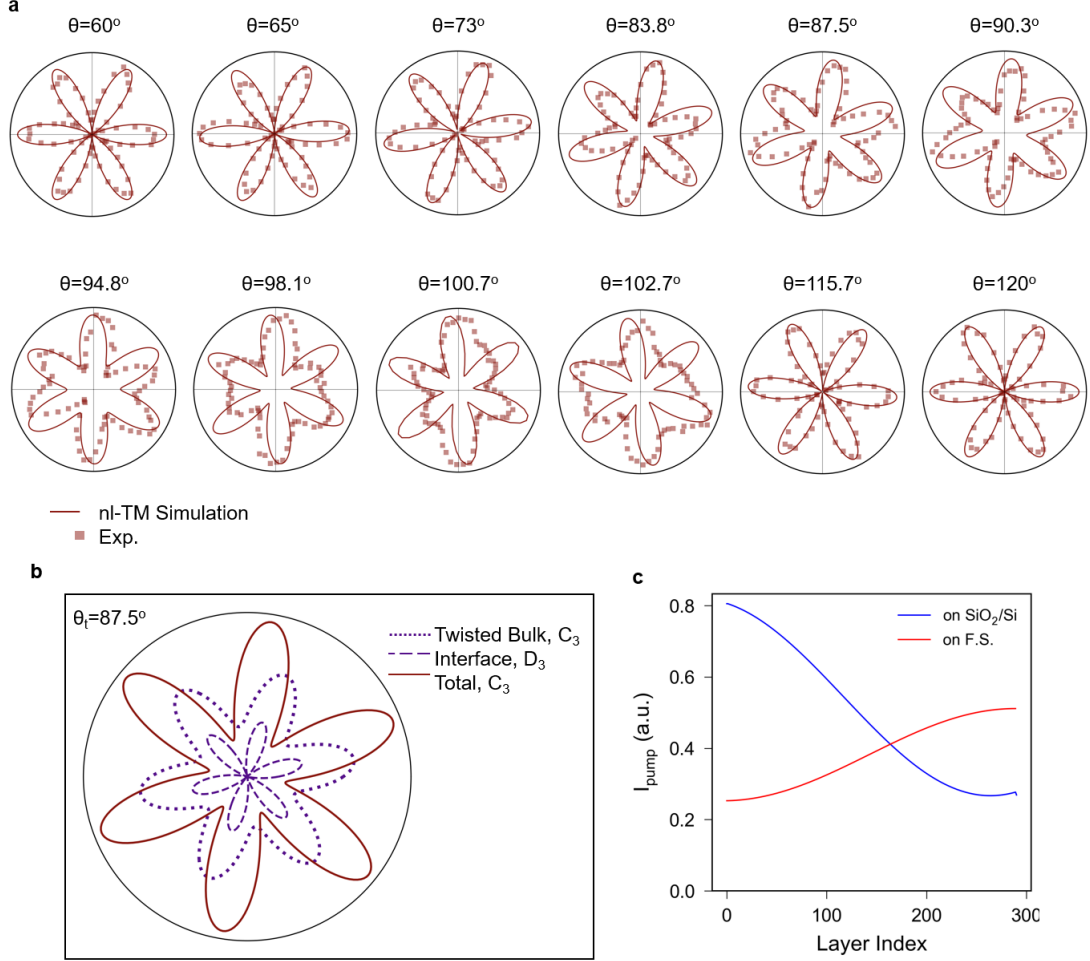 a
θ=60° θ=65° θ=73° θ=83.8° θ=87.5° θ=90.3°
θ=94.8° θ=98.1° θ=100.7° θ=102.7° θ=115.7° θ=120°
nl-TM Simulation
Exp.
b
θt=87.5°
Twisted Bulk, C3
Interface, D3
Total, C3
c
on SiO2/Si
on F.S.
Ipump (a.u.)
0.8
0.6
0.4
0.2
0.0
0 100 200 300
Layer Index